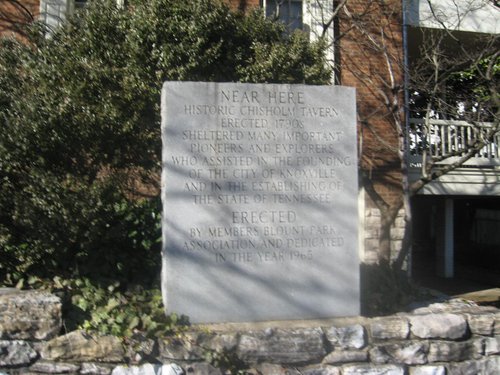 NEAR HERE
HISTORIC CHISHOLM TAVERN
ERECTED 1792
SHELTERED MANY IMPORTANT
PIONEERS AND EXPLORERS
WHO ASSISTED IN THE FOUNDING
OF THE CITY OF KNOXVILLE
AND IN THE ESTABLISHING OF
THE STATE OF TENNESSEE
ERECTED
BY MEMBERS BLOUNT PARK
ASSOCIATION AND DEDICATED
IN THE YEAR 1965